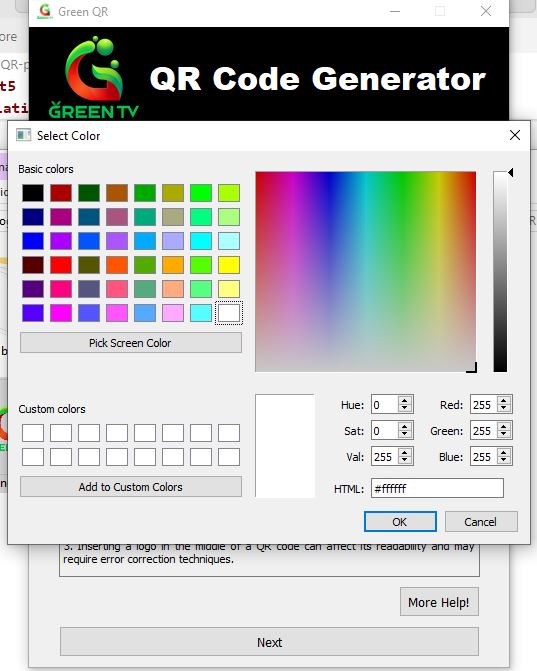 Green QR
ore
QR-p
t5
lati
QR Code Generator
ĞREEN TV
Select Color
Basic colors
Pick Screen Color
Custom colors
Add to Custom Colors
Hue: 0
Red: 255
Sat: 0
Green: 255
Val: 255
Blue: 255
HTML: #ffffff
OK
Cancel
3. Inserting a logo in the middle of a QR code can affect its readability and may
require error correction techniques.
More Help!
Next